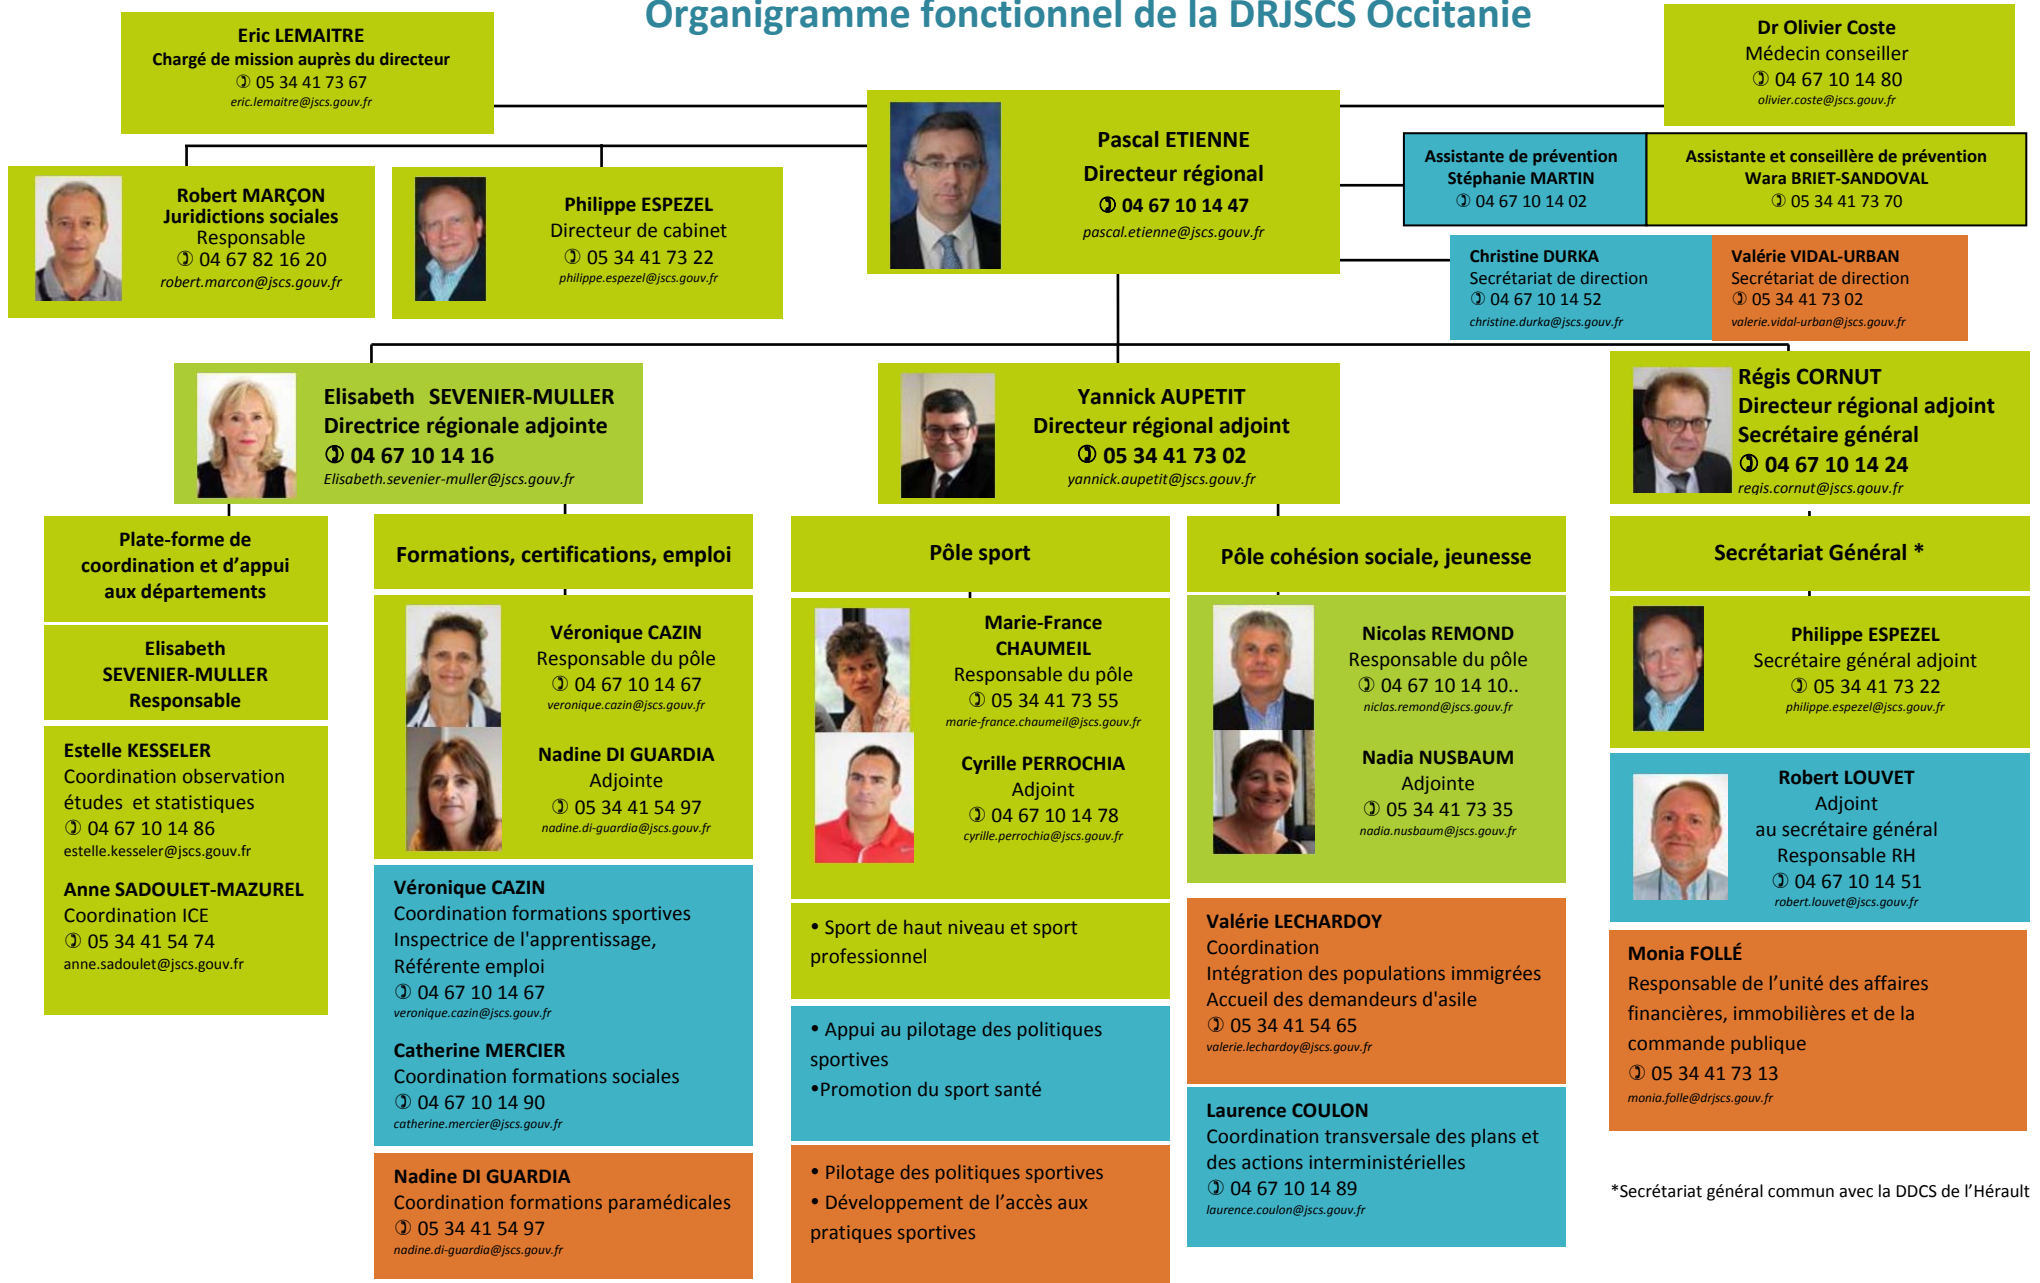 Organigramme fonctionnel de la DRJSCS Occitanie
Eric LEMAITRE
Chargé de mission auprès du directeur
✆ 05 34 41 73 67
eric.lemaitre@jscs.gouv.fr
Dr Olivier Coste
Médecin conseiller
✆ 04 67 10 14 80
olivier.coste@jscs.gouv.fr
Pascal ETIENNE
Directeur régional
✆ 04 67 10 14 47
pascal.etienne@jscs.gouv.fr
Assistante de prévention
Stéphanie MARTIN
✆ 04 67 10 14 02
Assistante et conseillère de prévention
Wara BRIET-SANDOVAL
✆ 05 34 41 73 70
Robert MARÇON
Juridictions sociales
Responsable
✆ 04 67 82 16 20
robert.marcon@jscs.gouv.fr
Philippe ESPEZEL
Directeur de cabinet
✆ 05 34 41 73 22
philippe.espezel@jscs.gouv.fr
Christine DURKA
Secrétariat de direction
✆ 04 67 10 14 52
christine.durka@jscs.gouv.fr
Valérie VIDAL-URBAN
Secrétariat de direction
✆ 05 34 41 73 02
valerie.vidal-urban@jscs.gouv.fr
Elisabeth SEVENIER-MULLER
Directrice régionale adjointe
✆ 04 67 10 14 16
Elisabeth.sevenier-muller@jscs.gouv.fr
Yannick AUPETIT
Directeur régional adjoint
✆ 05 34 41 73 02
yannick.aupetit@jscs.gouv.fr
Régis CORNUT
Directeur régional adjoint
Secrétaire général
✆ 04 67 10 14 24
regis.cornut@jscs.gouv.fr
Plate-forme de
coordination et d'appui
aux départements
Elisabeth
SEVENIER-MULLER
Responsable
Estelle KESSELER
Coordination observation
études et statistiques
✆ 04 67 10 14 86
estelle.kesseler@jscs.gouv.fr
Anne SADOULET-MAZUREL
Coordination ICE
✆ 05 34 41 54 74
anne.sadoulet@jscs.gouv.fr
Formations, certifications, emploi
Véronique CAZIN
Responsable du pôle
✆ 04 67 10 14 67
veronique.cazin@jscs.gouv.fr
Nadine DI GUARDIA
Adjointe
✆ 05 34 41 54 97
nadine.di-guardia@jscs.gouv.fr
Véronique CAZIN
Coordination formations sportives
Inspectrice de l'apprentissage,
Référente emploi
✆ 04 67 10 14 67
veronique.cazin@jscs.gouv.fr
Catherine MERCIER
Coordination formations sociales
✆ 04 67 10 14 90
catherine.mercier@jscs.gouv.fr
Nadine DI GUARDIA
Coordination formations paramédicales
✆ 05 34 41 54 97
nadine.di-guardia@jscs.gouv.fr
Pôle sport
Marie-France
CHAUMEIL
Responsable du pôle
✆ 05 34 41 73 55
marie-france.chaumeil@jscs.gouv.fr
Cyrille PERROCHIA
Adjoint
✆ 04 67 10 14 78
cyrille.perrochia@jscs.gouv.fr
• Sport de haut niveau et sport
professionnel
• Appui au pilotage des politiques
sportives
•Promotion du sport santé
• Pilotage des politiques sportives
• Développement de l'accès aux
pratiques sportives
Pôle cohésion sociale, jeunesse
Nicolas REMOND
Responsable du pôle
✆ 04 67 10 14 10..
niclas.remond@jscs.gouv.fr
Nadia NUSBAUM
Adjointe
✆ 05 34 41 73 35
nadia.nusbaum@jscs.gouv.fr
Valérie LECHARDOY
Coordination
Intégration des populations immigrées
Accueil des demandeurs d'asile
✆ 05 34 41 54 65
valerie.lechardoy@jscs.gouv.fr
Laurence COULON
Coordination transversale des plans et
des actions interministérielles
✆ 04 67 10 14 89
laurence.coulon@jscs.gouv.fr
Secrétariat Général *
Philippe ESPEZEL
Secrétaire général adjoint
✆ 05 34 41 73 22
philippe.espezel@jscs.gouv.fr
Robert LOUVET
Adjoint
au secrétaire général
Responsable RH
✆ 04 67 10 14 51
robert.louvet@jscs.gouv.fr
Monia FOLLÉ
Responsable de l'unité des affaires
financières, immobilières et de la
commande publique
✆ 05 34 41 73 13
monia.folle@drjscs.gouv.fr
*Secrétariat général commun avec la DDCS de l'Hérault